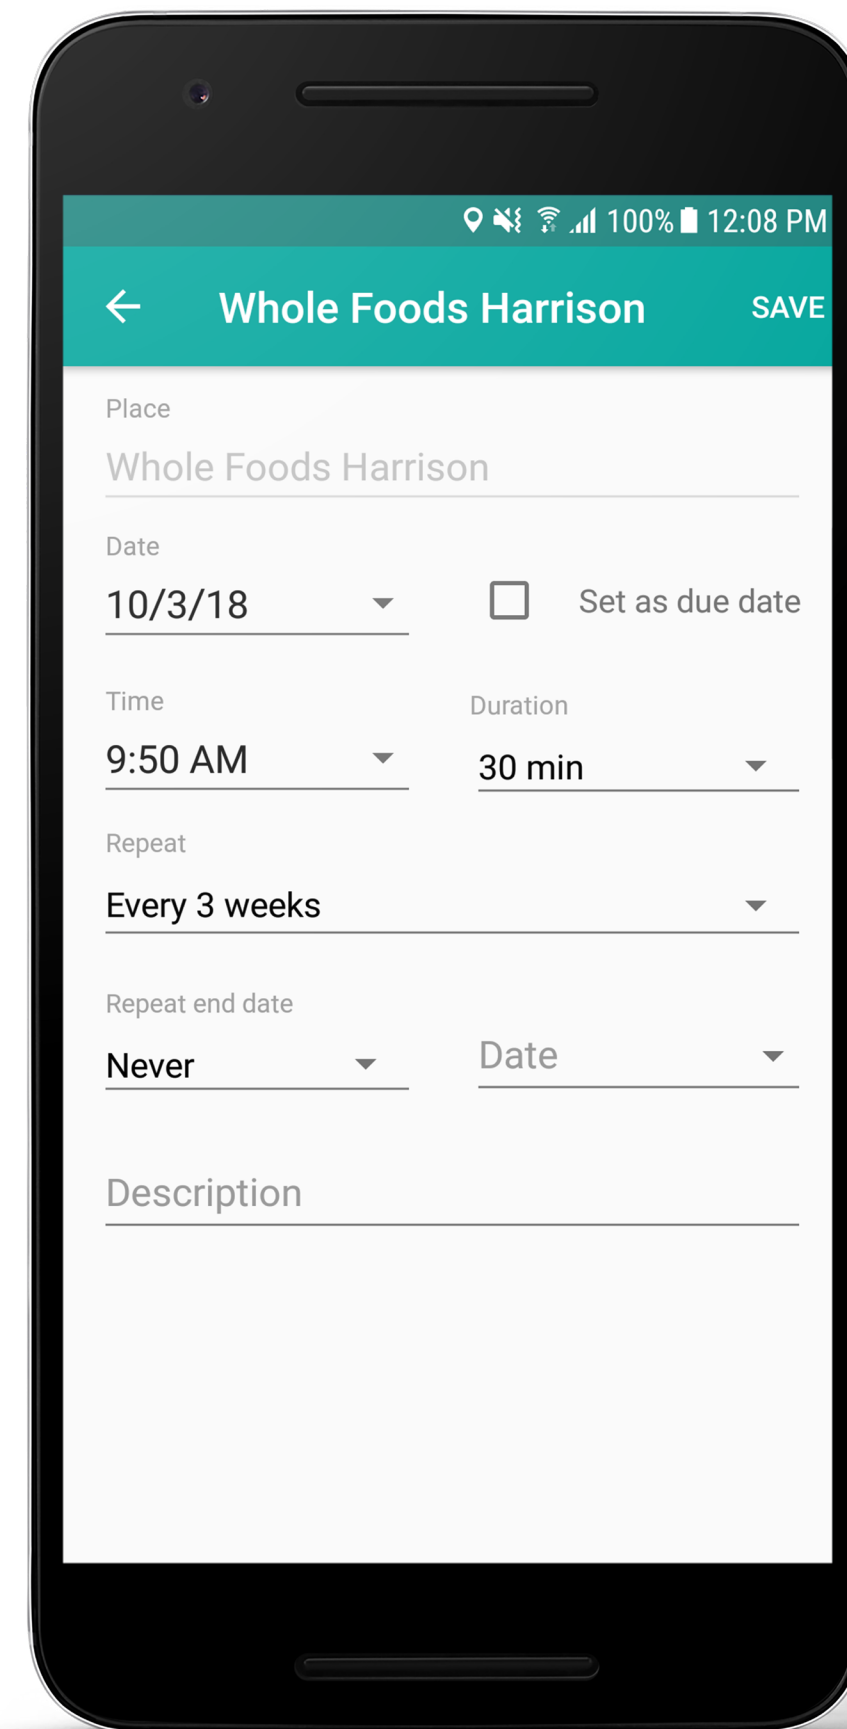 100% 12:08 PM
Whole Foods Harrison SAVE
Place
Whole Foods Harrison
Date
10/3/18 Set as due date
Time Duration
9:50 AM 30 min
Repeat
Every 3 weeks
Repeat end date
Never Date
Description